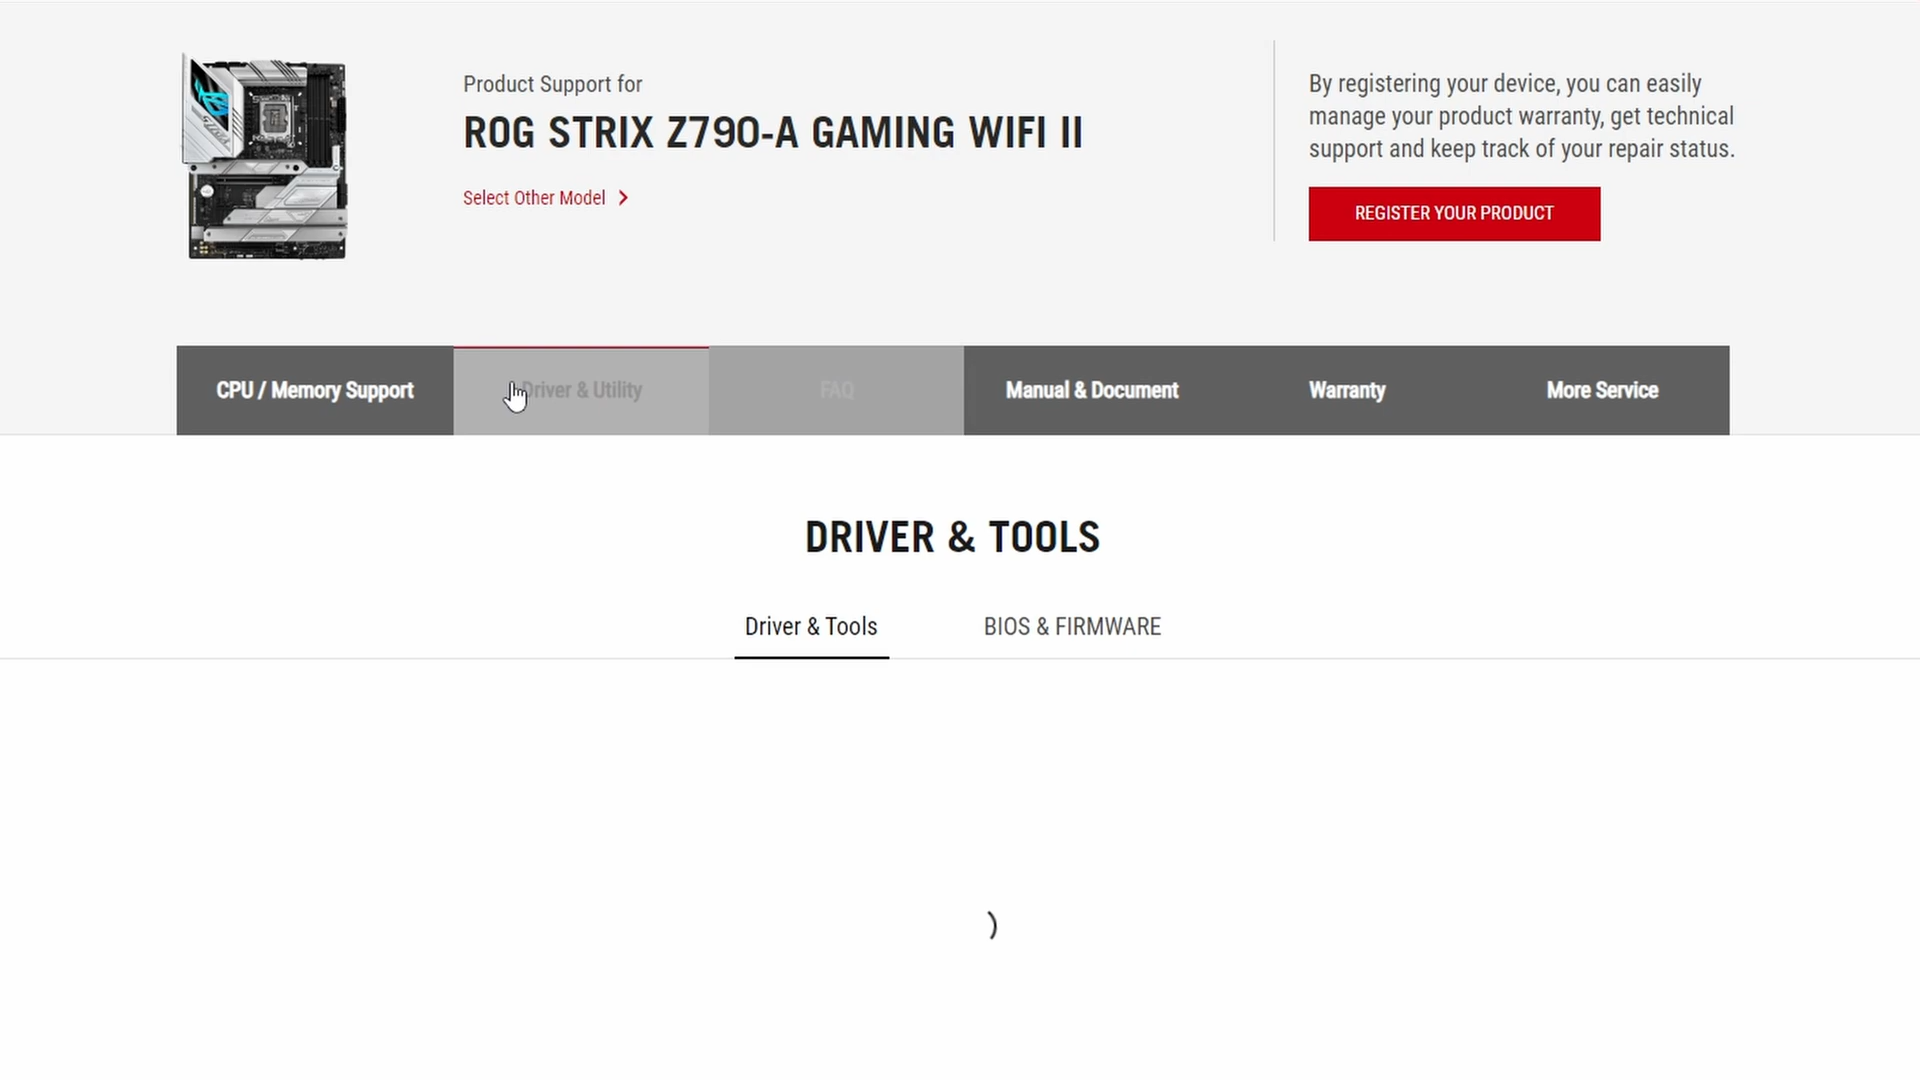 Product Support for
ROG STRIX Z790-A GAMING WIFI II
Select Other Model
By registering your device, you can easily
manage your product warranty, get technical
support and keep track of your repair status.
REGISTER YOUR PRODUCT
CPU / Memory Support
Driver & Utility
FAQ
Manual & Document
Warranty
More Service
DRIVER & TOOLS
Driver & Tools
BIOS & FIRMWARE